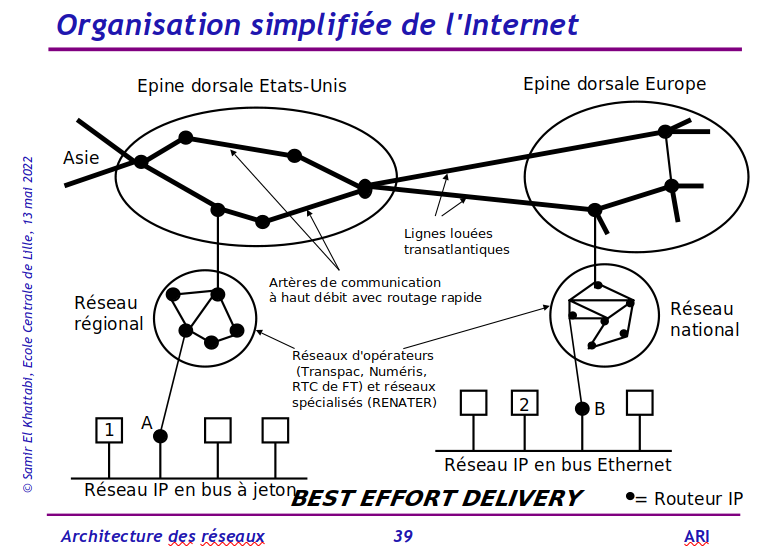 Organisation simplifiée de l'Internet
Epine dorsale Etats-Unis
Epine dorsale Europe
Asie
Lignes louées
transatlantiques
Artères de communication
à haut débit avec routage rapide
Réseau
régional
Réseau
national
Réseaux d'opérateurs
(Transpac, Numéris,
RTC de FT) et réseaux
spécialisés (RENATER)
1
A
2
B
Réseau IP en bus Ethernet
Réseau IP en bus à jeton
BEST EFFORT DELIVERY
= Routeur IP
Architecture des réseaux
39
ARI
© Samir El Khattabi, Ecole Centrale de Lille, 13 mai 2022